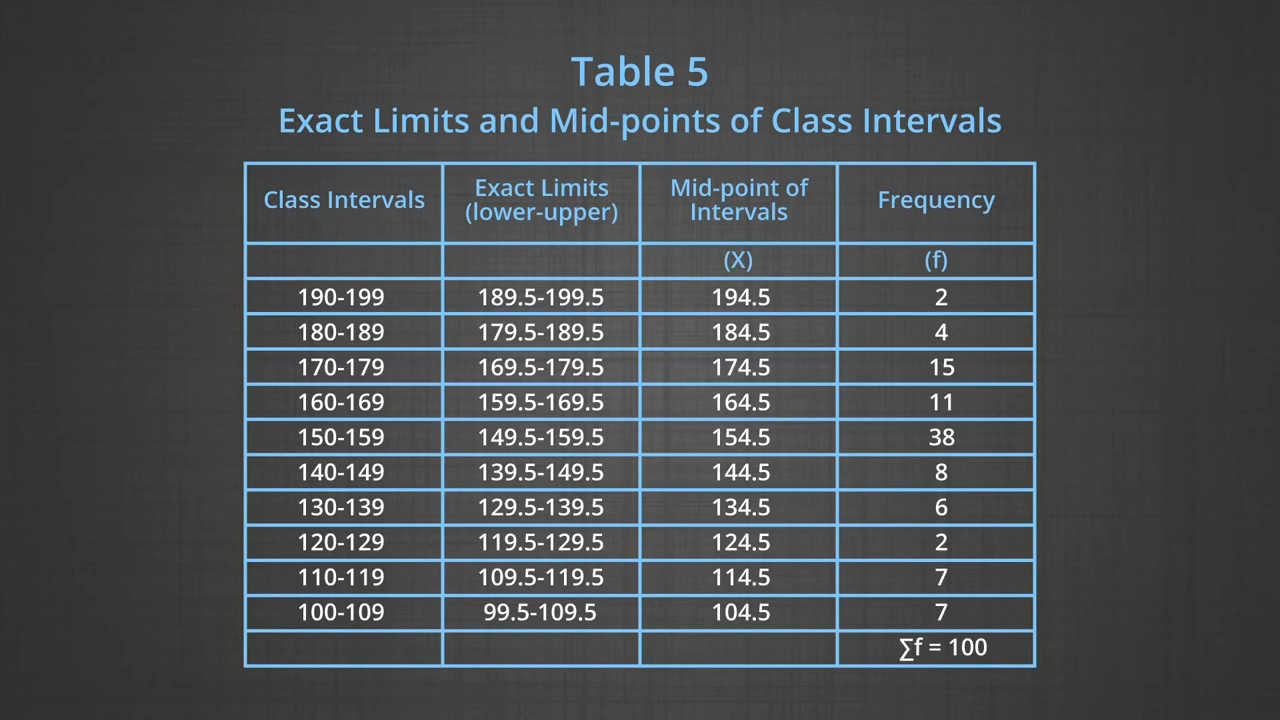 Table 5
Exact Limits and Mid-points of Class Intervals
Class Intervals Exact Limits (lower-upper) Mid-point of Intervals Frequency
(X) (f)
190-199 189.5-199.5 194.5 2
180-189 179.5-189.5 184.5 4
170-179 169.5-179.5 174.5 15
160-169 159.5-169.5 164.5 11
150-159 149.5-159.5 154.5 38
140-149 139.5-149.5 144.5 8
130-139 129.5-139.5 134.5 6
120-129 119.5-129.5 124.5 2
110-119 109.5-119.5 114.5 7
100-109 99.5-109.5 104.5 7
∑f = 100